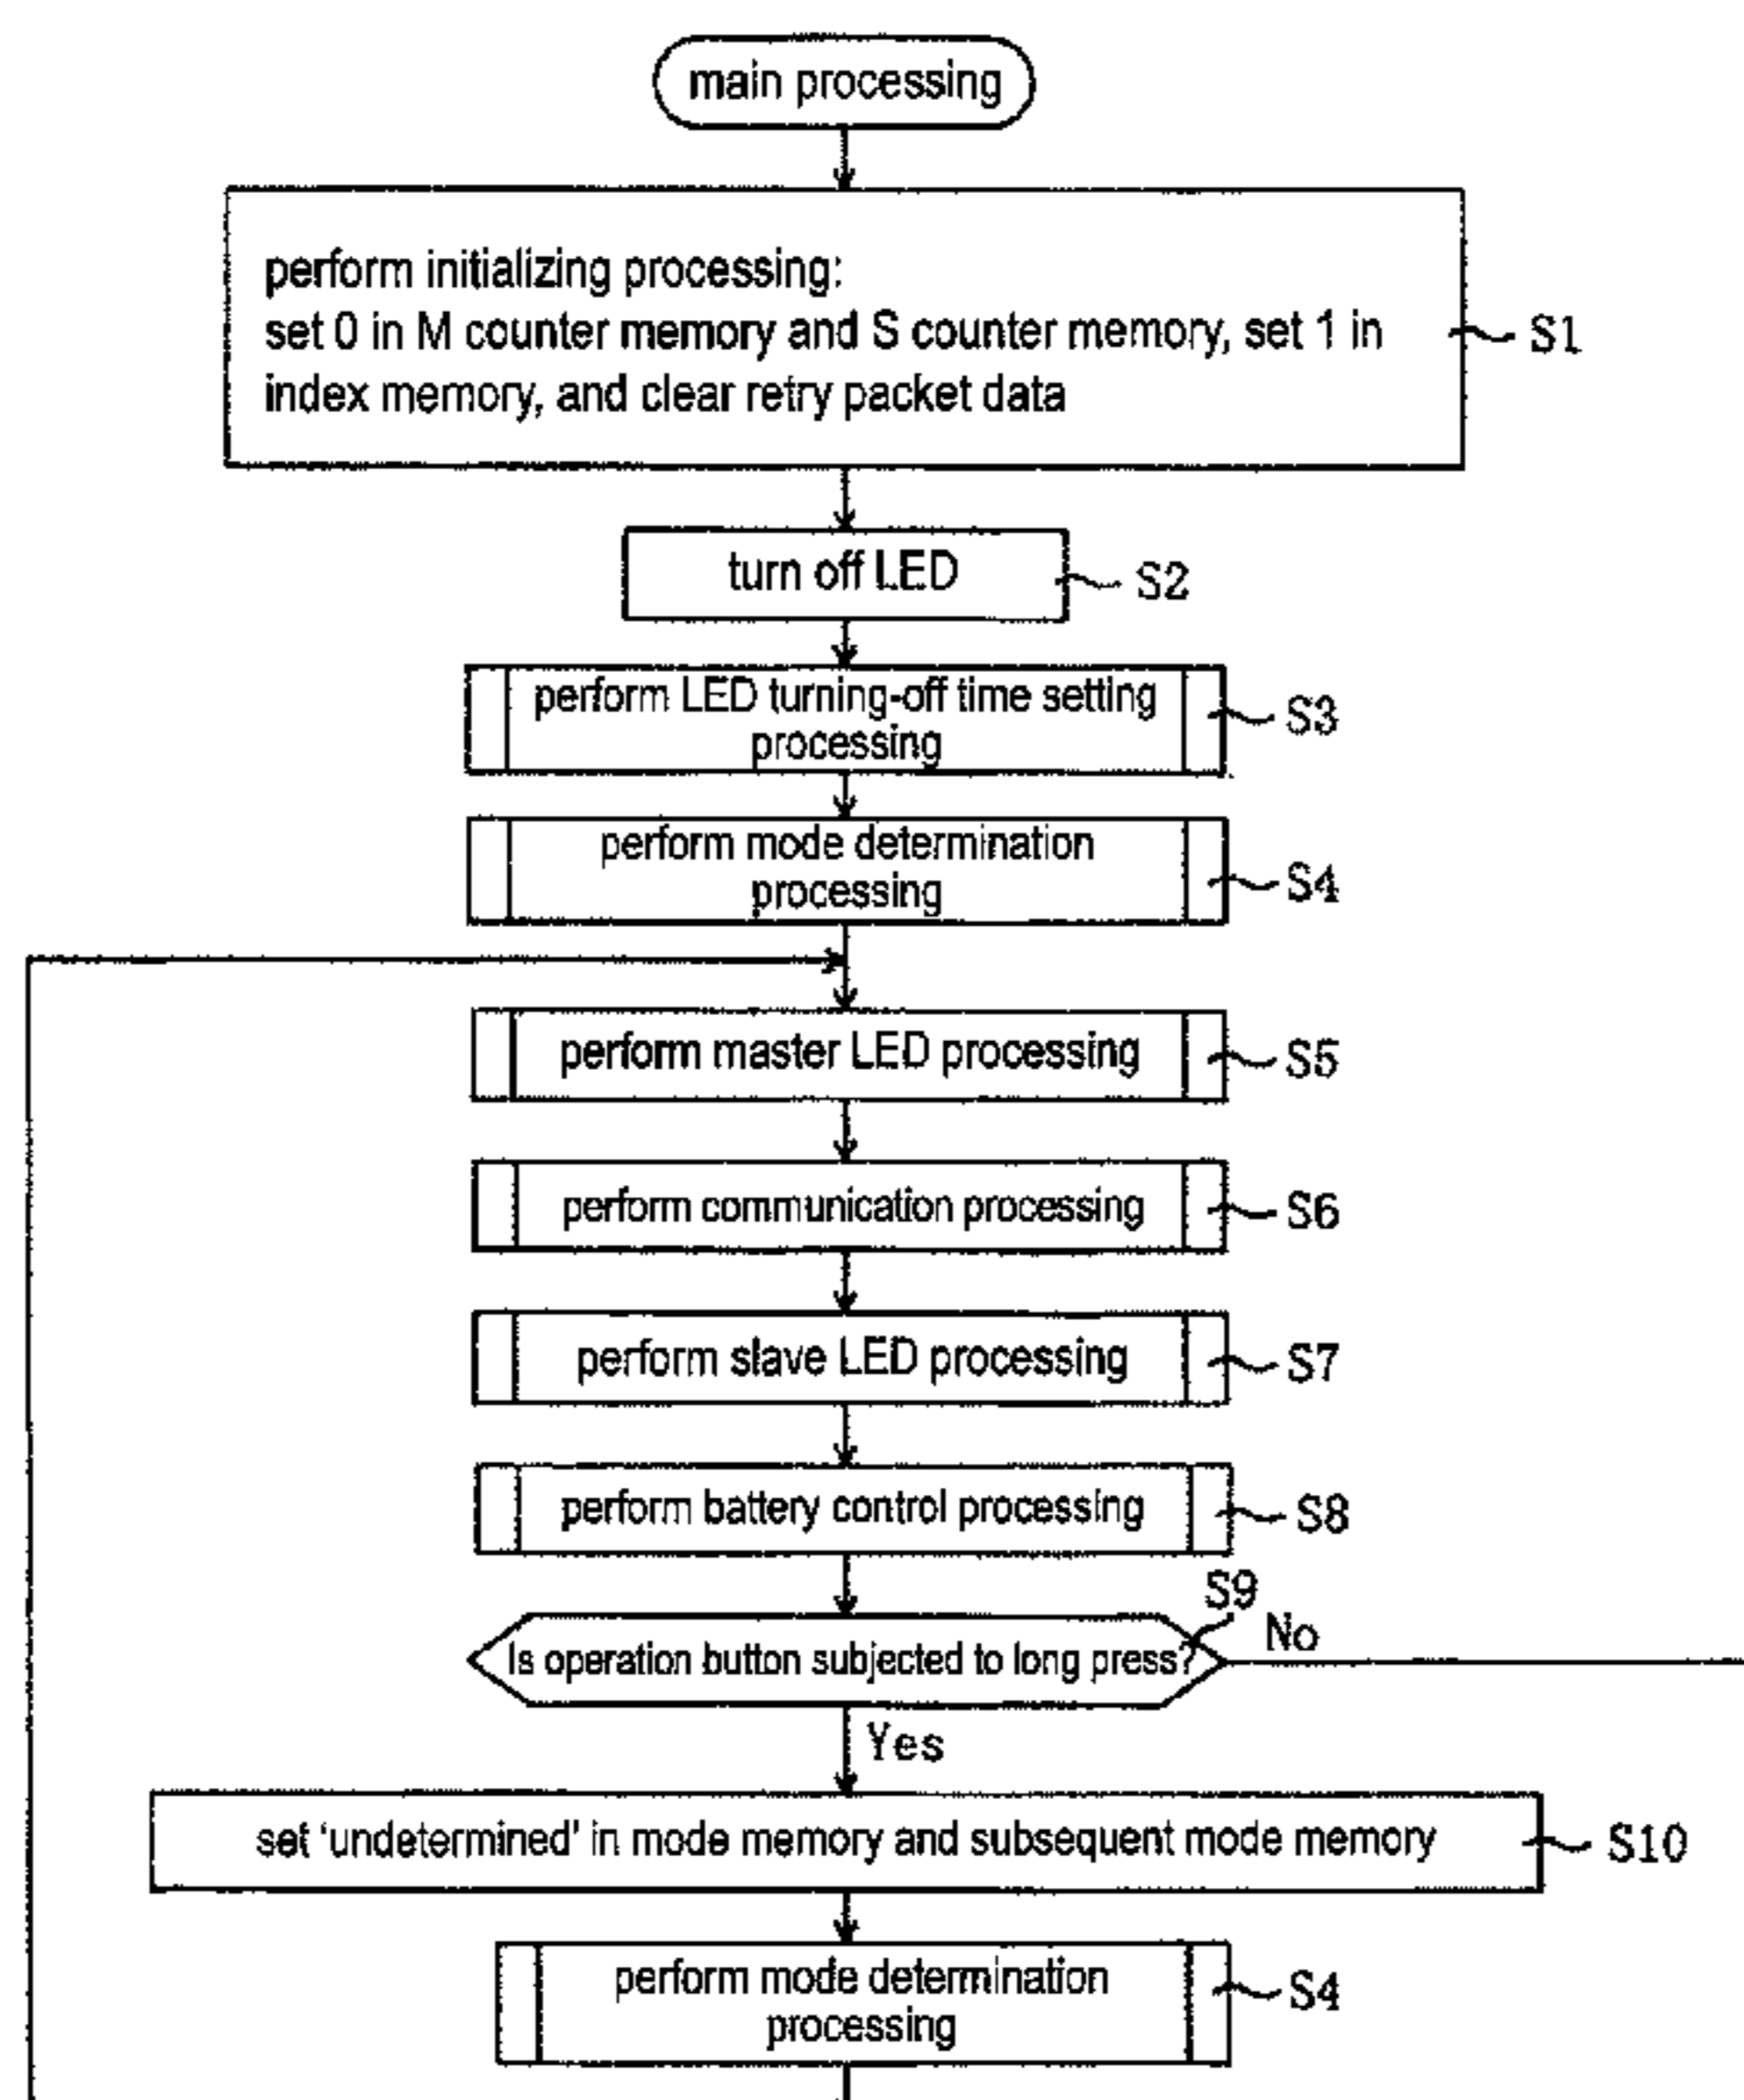 main processing
perform initializing processing:
set 0 in M counter memory and S counter memory, set 1 in
index memory, and clear retry packet data
S1
turn off LED
S2
perform LED turning-off time setting
processing
S3
perform mode determination
processing
S4
perform master LED processing
S5
perform communication processing
S6
perform slave LED processing
S7
perform battery control processing
S8
S9
Is operation button subjected to long press?
No
Yes
set ‘undetermined’ in mode memory and subsequent mode memory
S10
perform mode determination
processing
S4